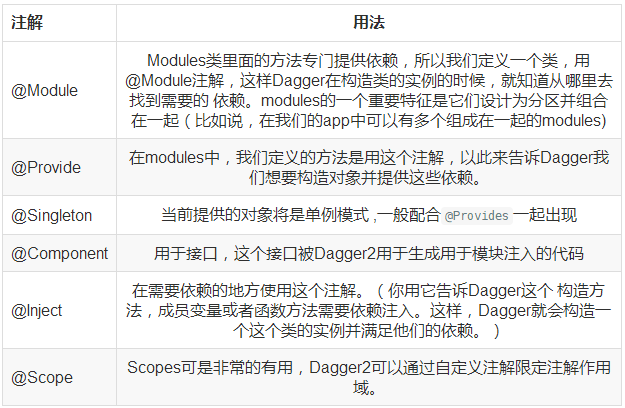 注解 用法
@Module
Modules类里面的方法专门提供依赖，所以我们定义一个类，用
@Module注解，这样Dagger在构造类的实例的时候，就知道从哪里去
找到需要的 依赖。modules的一个重要特征是它们设计为分区并组合
在一起（比如说，在我们的app中可以有多个组成在一起的modules)
@Provide
在modules中，我们定义的方法是用这个注解，以此来告诉Dagger我
们想要构造对象并提供这些依赖。
@Singleton 当前提供的对象将是单例模式 ,一般配合@Provides一起出现
@Component 用于接口，这个接口被Dagger2用于生成用于模块注入的代码
@Inject
在需要依赖的地方使用这个注解。（你用它告诉Dagger这个 构造方
法，成员变量或者函数方法需要依赖注入。这样，Dagger就会构造一
个这个类的实例并满足他们的依赖。）
@Scope
Scopes可是非常的有用，Dagger2可以通过自定义注解限定注解作用
域。